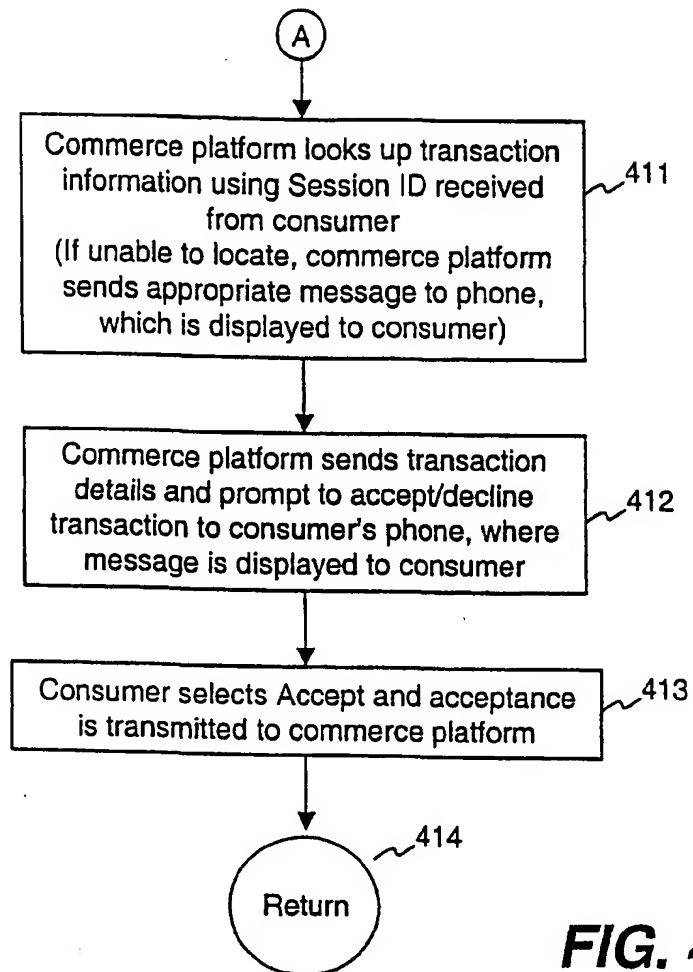 A
Commerce platform looks up transaction
information using Session ID received
from consumer
(If unable to locate, commerce platform
sends appropriate message to phone,
which is displayed to consumer)
411
Commerce platform sends transaction
details and prompt to accept/decline
transaction to consumer's phone, where
message is displayed to consumer
412
Consumer selects Accept and acceptance
is transmitted to commerce platform
413
414
Return
FIG.